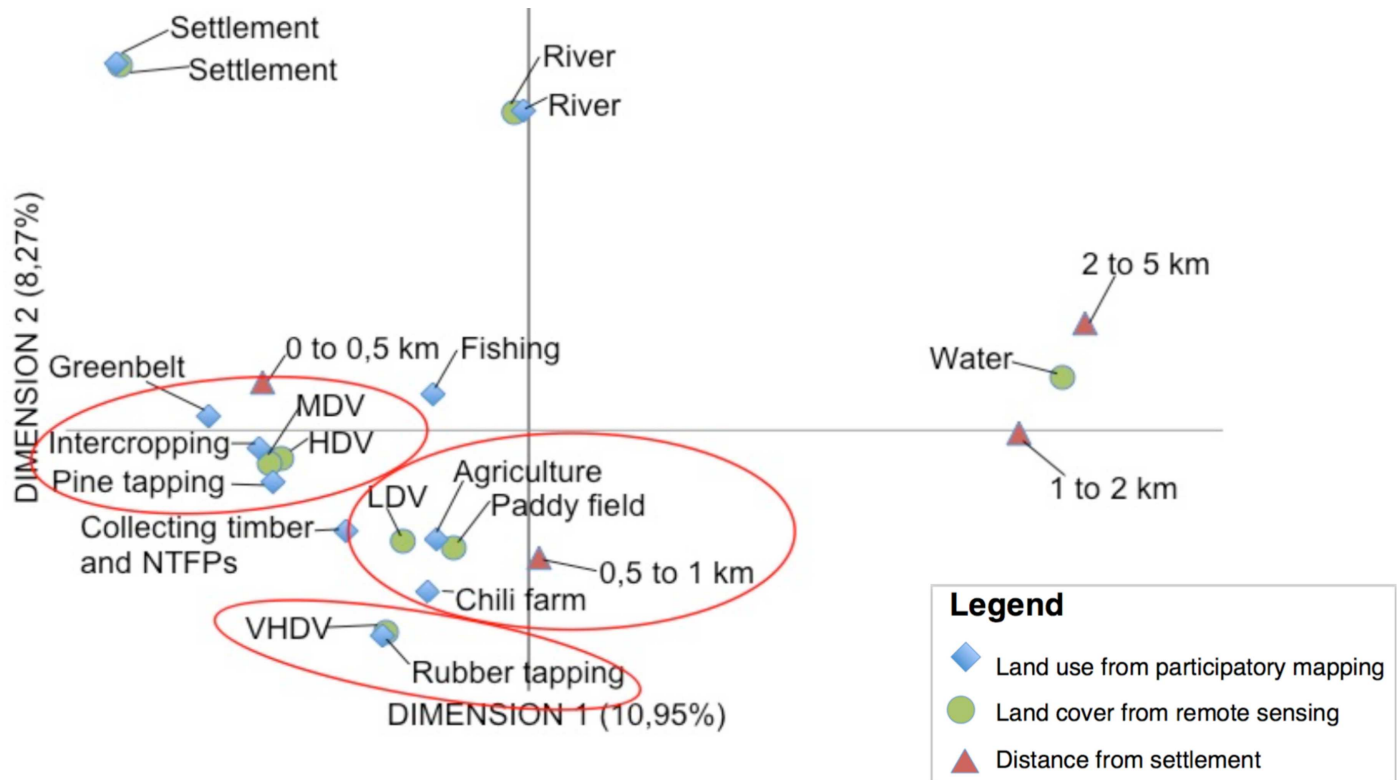 Settlement
Settlement
River
River
2 to 5 km
Water
1 to 2 km
0 to 0,5 km
Fishing
Greenbelt
MDV
Intercropping
HDV
Pine tapping
Agriculture
LDV
Paddy field
Collecting timber
and NTFPs
0,5 to 1 km
Chili farm
VHDV
Rubber tapping
DIMENSION 1 (10,95%)
DIMENSION 2 (8,27%)
Legend
Land use from participatory mapping
Land cover from remote sensing
Distance from settlement